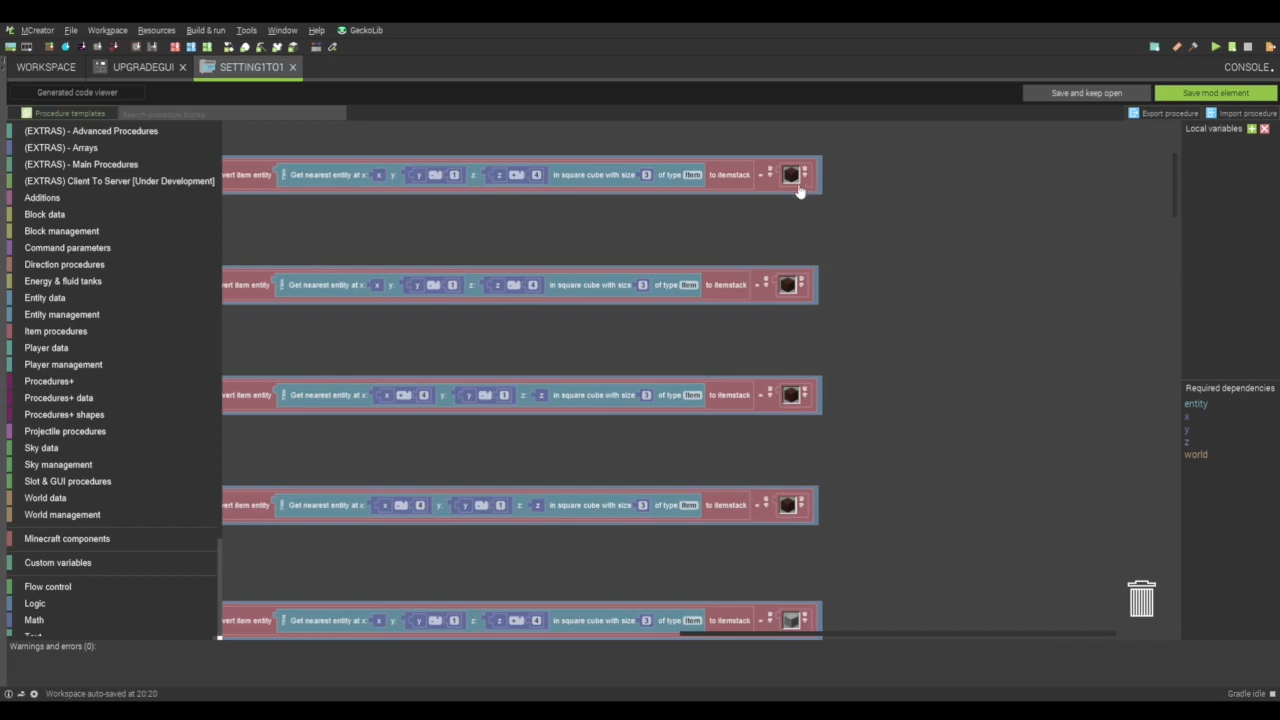 MCreator File Workspace Resources Build & run Tools Window Help GeckoLib
WORKSPACE UPGRADEGUI SETTING1TO1 CONSOLE
Generated code viewer Save and keep open Save mod element
Procedure templates Search procedure blocks Export procedure Import procedure
Local variables
(EXTRAS) - Advanced Procedures
(EXTRAS) - Arrays
(EXTRAS) - Main Procedures
(EXTRAS) Client To Server [Under Development]
Additions
Block data
Block management
Command parameters
Direction procedures
Energy & fluid tanks
Entity data
Entity management
Item procedures
Player data
Player management
Procedures+
Procedures+ data
Procedures+ shapes
Projectile procedures
Sky data
Sky management
Slot & GUI procedures
World data
World management
Minecraft components
Custom variables
Flow control
Logic
Math
Text
vert item entity Get nearest entity at x: x y: y - 1 z: z + 4 in square cube with size 3 of type Item to itemstack =
vert item entity Get nearest entity at x: x y: y - 1 z: z - 4 in square cube with size 3 of type Item to itemstack =
vert item entity Get nearest entity at x: x + 4 y: y - 1 z: z in square cube with size 3 of type Item to itemstack =
vert item entity Get nearest entity at x: x - 4 y: y - 1 z: z in square cube with size 3 of type Item to itemstack =
vert item entity Get nearest entity at x: x y: y - 1 z: z + 4 in square cube with size 3 of type Item to itemstack =
Required dependencies
entity
x
y
z
world
Warnings and errors (0):
Workspace auto-saved at 20:20 Gradle idle